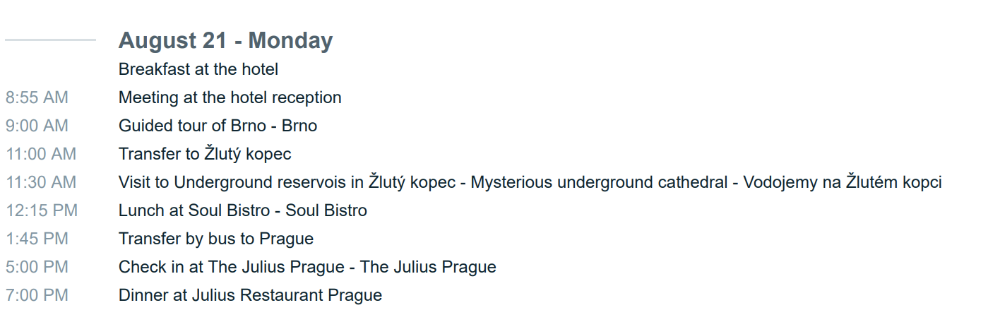 August 21 - Monday
Breakfast at the hotel
8:55 AM Meeting at the hotel reception
9:00 AM Guided tour of Brno - Brno
11:00 AM Transfer to Žlutý kopec
11:30 AM Visit to Underground reservois in Žlutý kopec - Mysterious underground cathedral - Vodojemy na Žlutém kopci
12:15 PM Lunch at Soul Bistro - Soul Bistro
1:45 PM Transfer by bus to Prague
5:00 PM Check in at The Julius Prague - The Julius Prague
7:00 PM Dinner at Julius Restaurant Prague